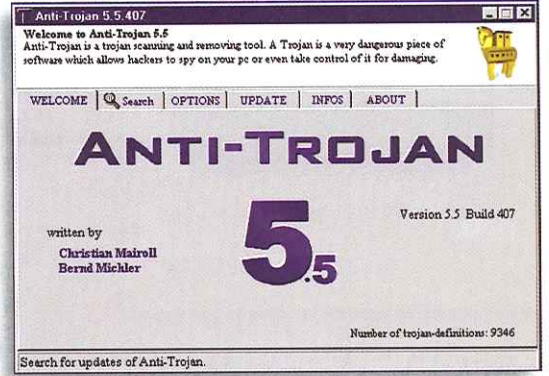 Anti-Trojan 5.5.407
Welcome to Anti-Trojan 5.5
Anti-Trojan is a trojan scanning and removing tool. A Trojan is a very dangerous piece of
software which allows hackers to spy on your pc or even take control of it for damaging.
WELCOME Search OPTIONS UPDATE INFOS ABOUT
ANTI-TROJAN
5.5
Version 5.5 Build 407
written by
Christian Mairoll
Bernd Michler
Number of trojan-definitions: 9346
Search for updates of Anti-Trojan.